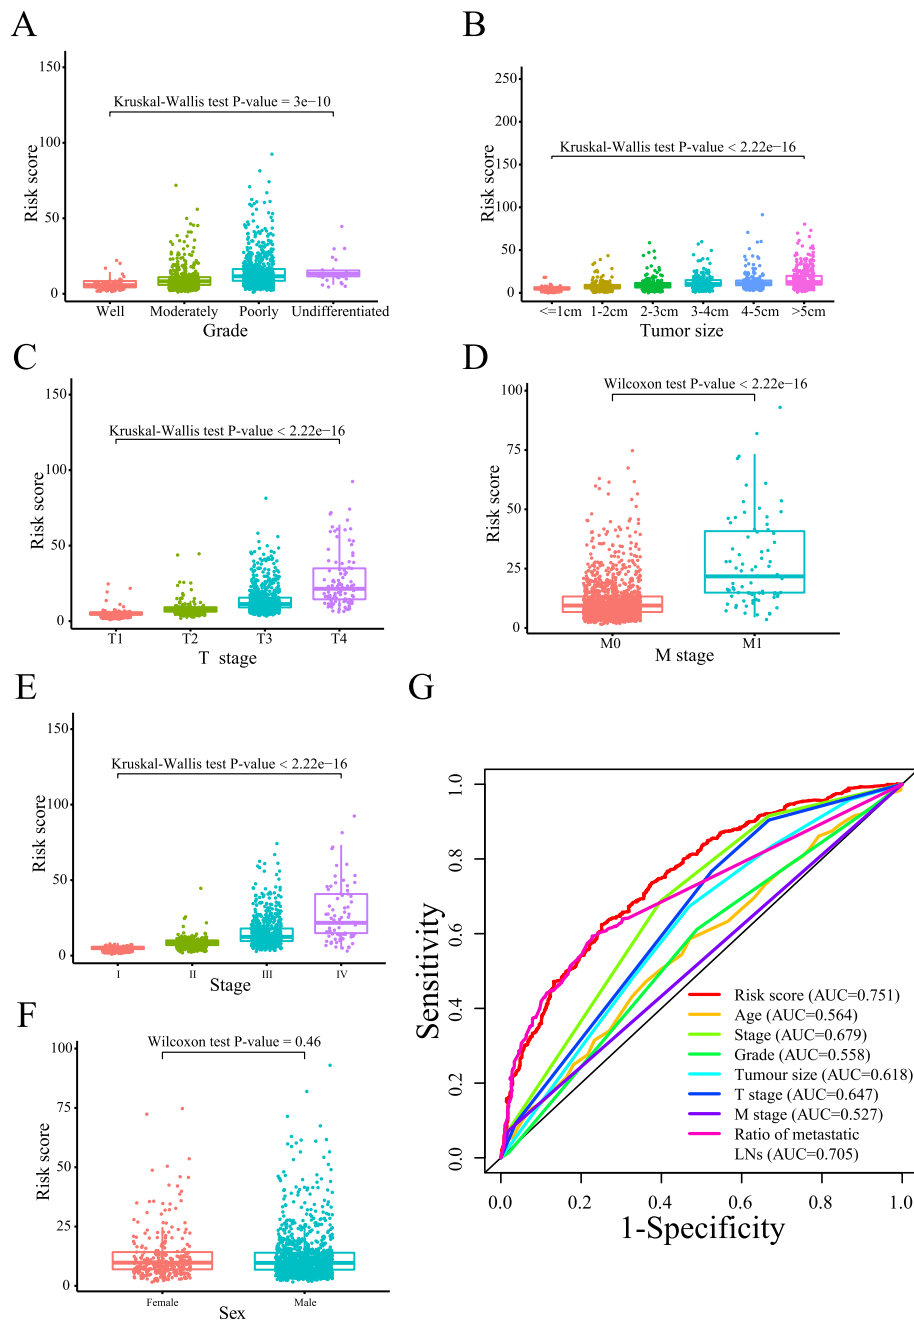 A
150
100
50
0
Risk score
Kruskal-Wallis test P-value = 3e−10
Well Moderately Poorly Undifferentiated
Grade
B
250
200
150
100
50
0
Risk score
Kruskal-Wallis test P-value < 2.22e−16
<=1cm 1-2cm 2-3cm 3-4cm 4-5cm >5cm
Tumor size
C
150
100
50
0
Risk score
Kruskal-Wallis test P-value < 2.22e−16
T1 T2 T3 T4
T stage
D
100
75
50
25
0
Risk score
Wilcoxon test P-value < 2.22e−16
M0 M1
M stage
E
150
100
50
0
Risk score
Kruskal-Wallis test P-value < 2.22e−16
I II III IV
Stage
F
100
75
50
25
0
Risk score
Wilcoxon test P-value = 0.46
Female Male
Sex
G
1.0
0.8
0.6
0.4
0.2
0.0
Sensitivity
Risk score (AUC=0.751)
Age (AUC=0.564)
Stage (AUC=0.679)
Grade (AUC=0.558)
Tumour size (AUC=0.618)
T stage (AUC=0.647)
M stage (AUC=0.527)
Ratio of metastatic
LNs (AUC=0.705)
0.0 0.2 0.4 0.6 0.8 1.0
1-Specificity